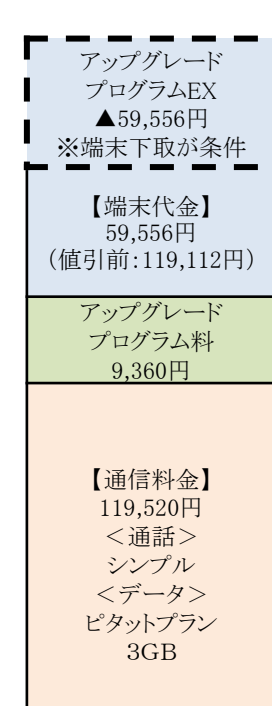 アップグレード
プログラムEX
▲59,556円
※端末下取が条件
【端末代金】
59,556円
（値引前：119,112円）
アップグレード
プログラム料
9,360円
【通信料金】
119,520円
＜通話＞
シンプル
＜データ＞
ピタットプラン
3GB